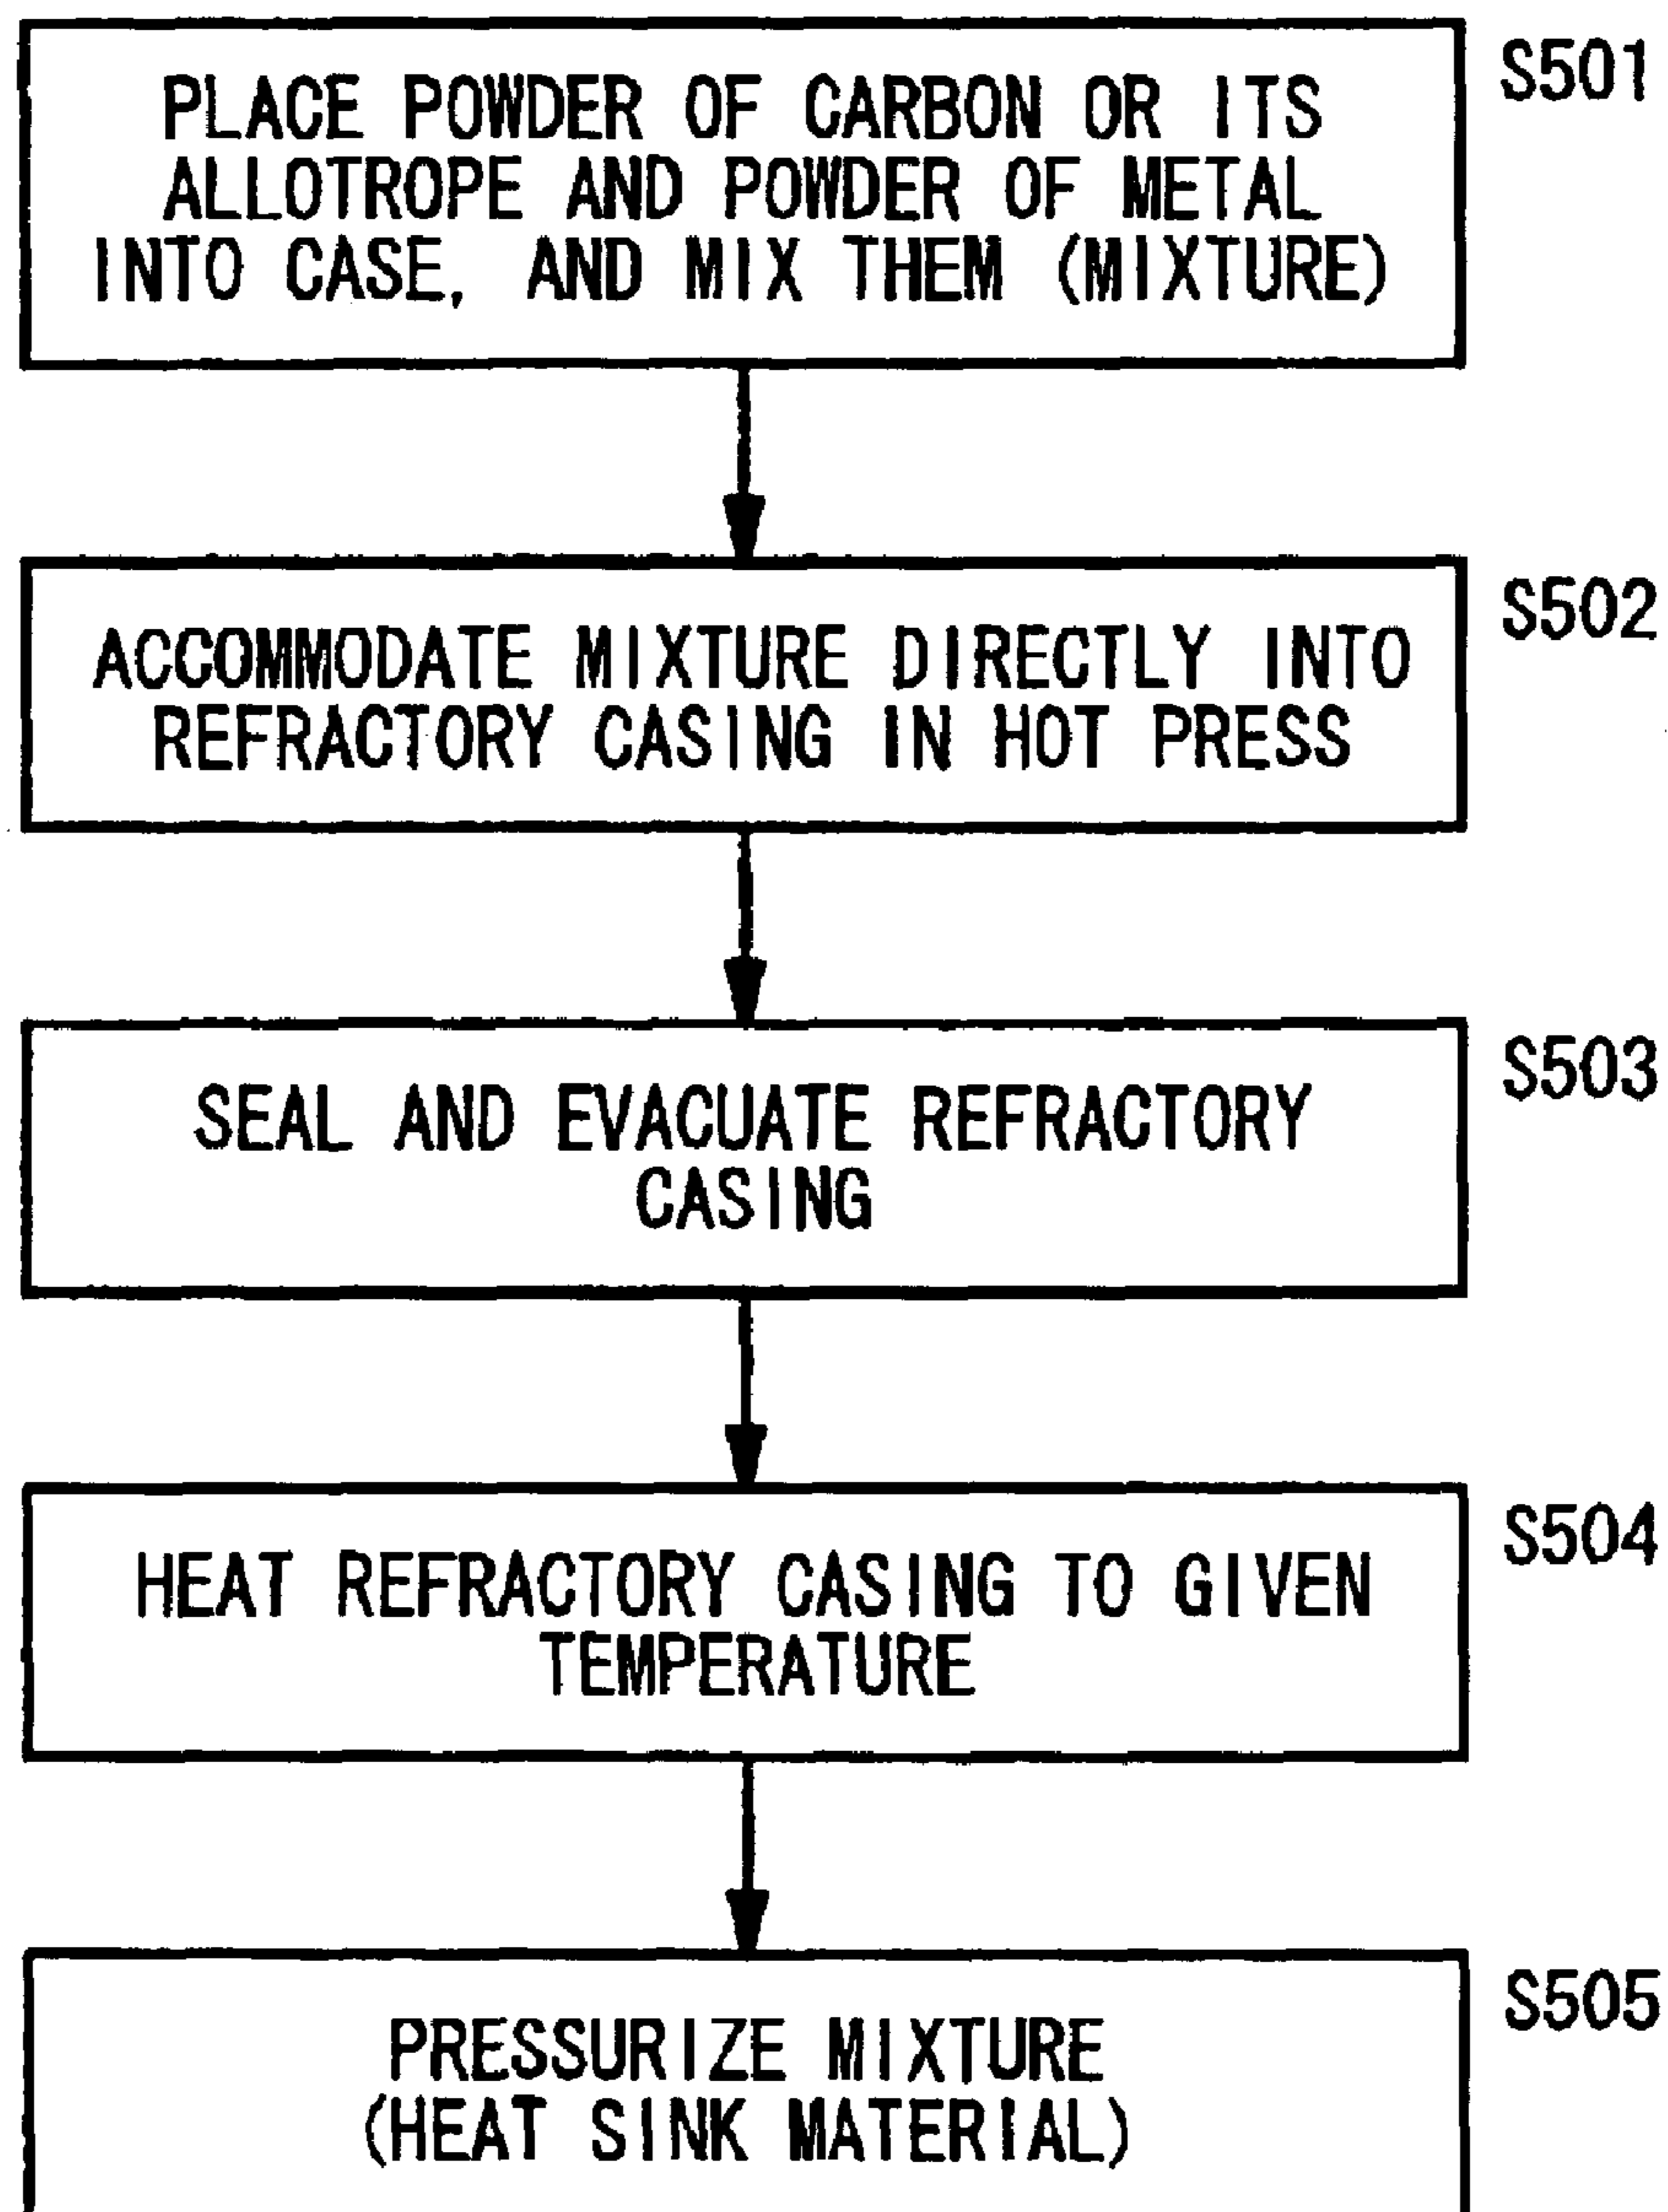 PLACE POWDER OF CARBON OR ITS
ALLOTROPE AND POWDER OF METAL
INTO CASE, AND MIX THEM (MIXTURE)
S501
ACCOMMODATE MIXTURE DIRECTLY INTO
REFRACTORY CASING IN HOT PRESS
S502
SEAL AND EVACUATE REFRACTORY
CASING
S503
HEAT REFRACTORY CASING TO GIVEN
TEMPERATURE
S504
PRESSURIZE MIXTURE
(HEAT SINK MATERIAL)
S505